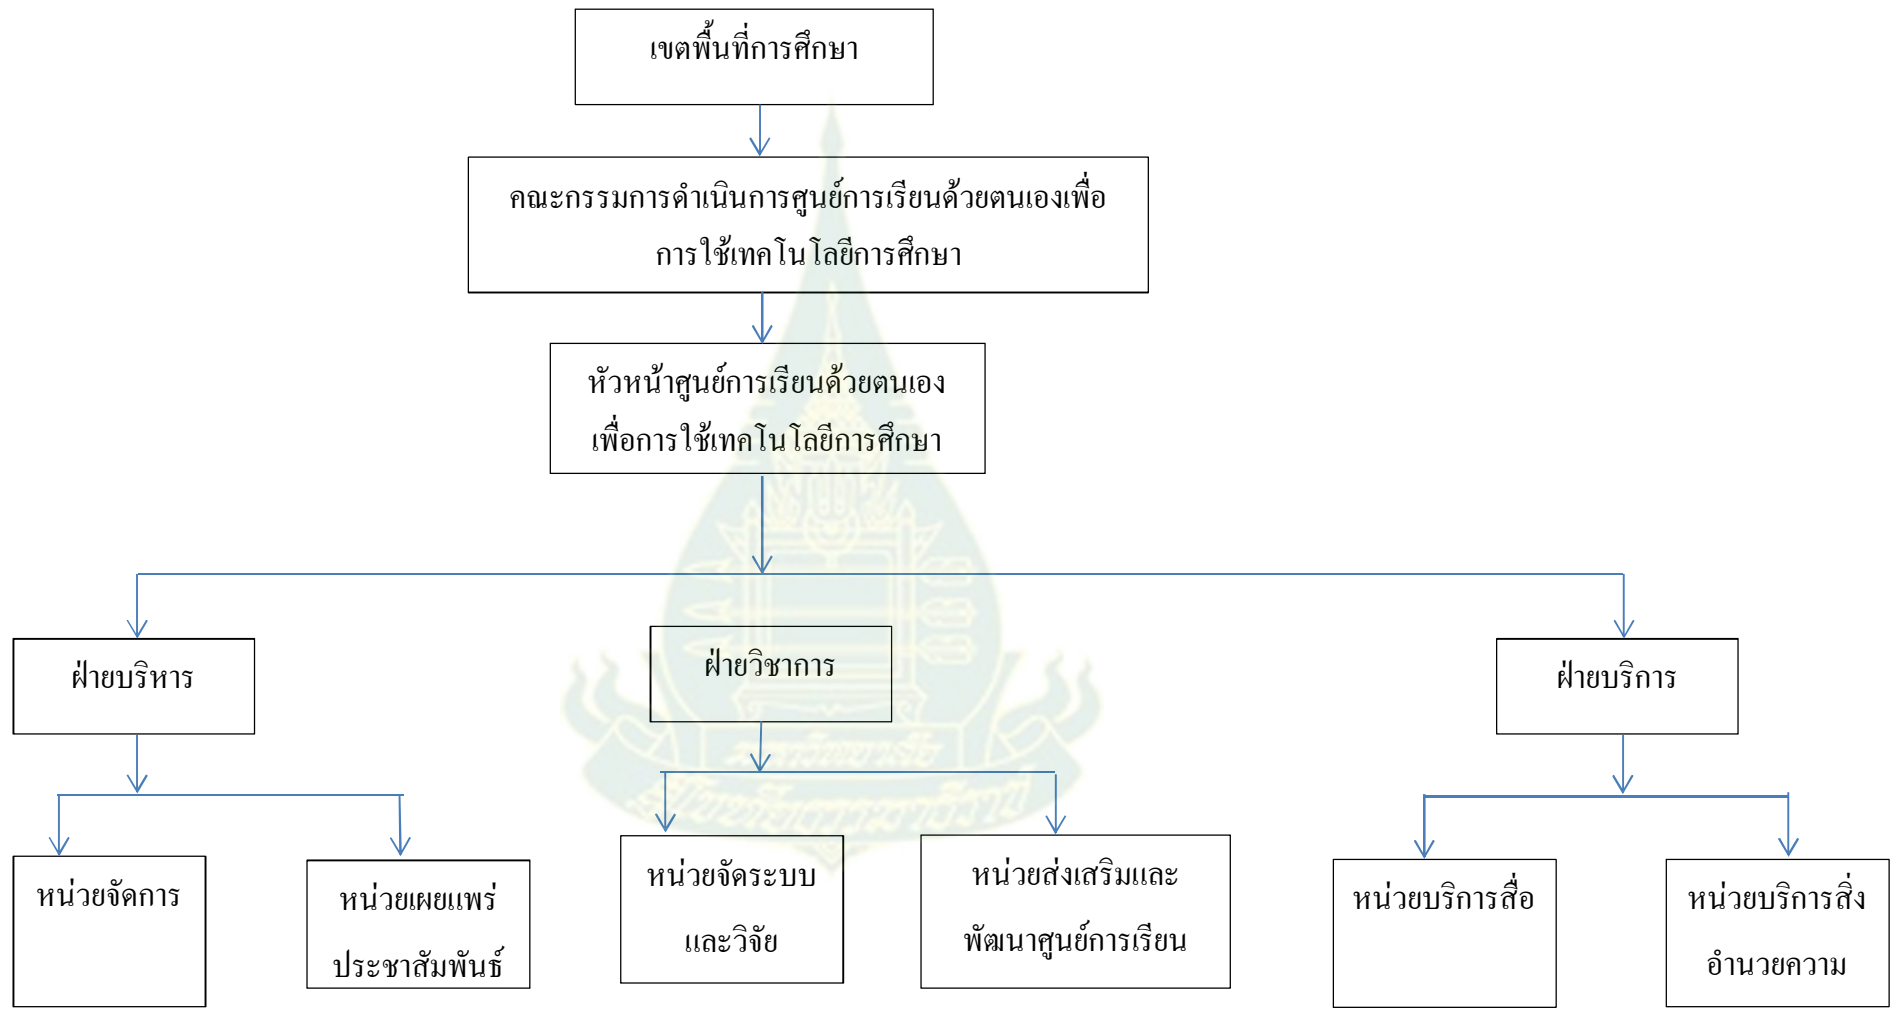 เขตพื้นที่การศึกษา
คณะกรรมการดำเนินการศูนย์การเรียนด้วยตนเองเพื่อ
การใช้เทคโนโลยีการศึกษา
หัวหน้าศูนย์การเรียนด้วยตนเอง
เพื่อการใช้เทคโนโลยีการศึกษา
ฝ่ายบริหาร
ฝ่ายวิชาการ
ฝ่ายบริการ
หน่วยจัดการ
หน่วยเผยแพร่
ประชาสัมพันธ์
หน่วยจัดระบบ
และวิจัย
หน่วยส่งเสริมและ
พัฒนาศูนย์การเรียน
หน่วยบริการสื่อ
หน่วยบริการสิ่ง
อำนวยความ